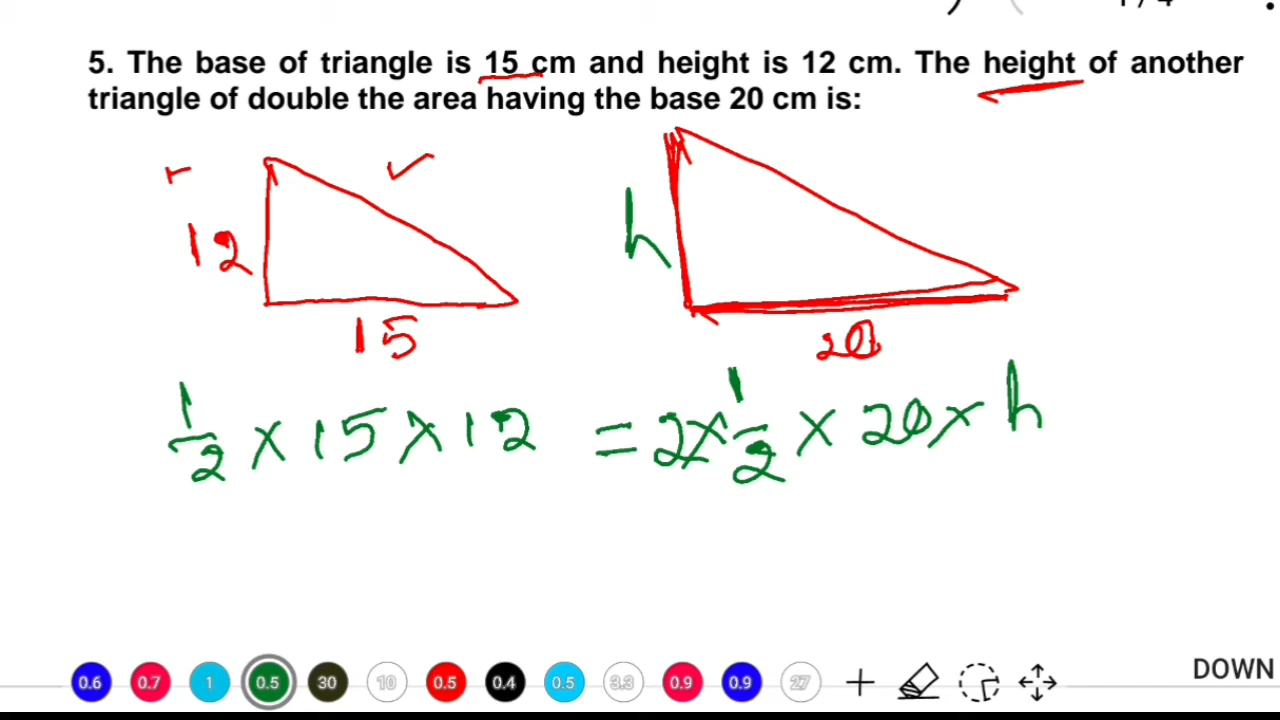 5. The base of triangle is 15 cm and height is 12 cm. The height of another
triangle of double the area having the base 20 cm is:
12
15
h
20
1/2 × 15 × 12 = 2 × 1/2 × 20 × h
0.6 0.7 1 0.5 30 10 0.5 0.4 0.5 3.3 0.9 0.9 27
DOWN